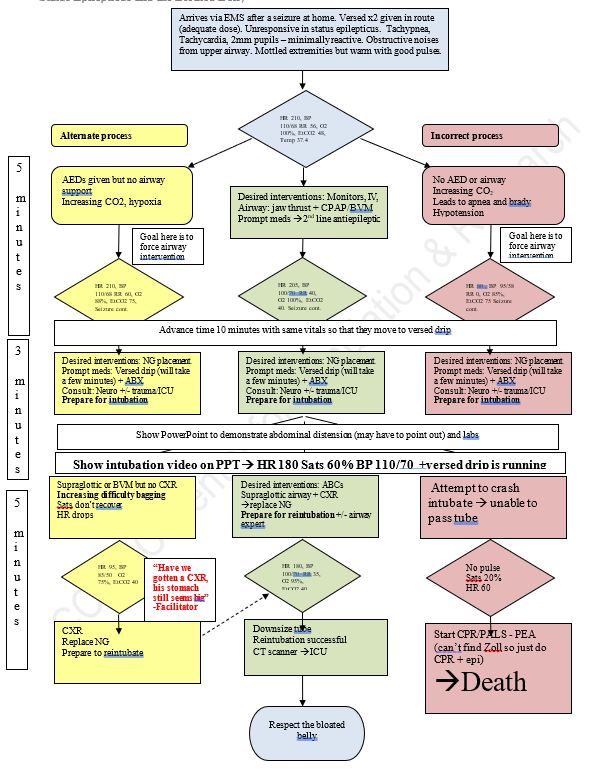 Arrives via EMS after a seizure at home. Versed x2 given in route
(adequate dose). Unresponsive in status epilepticus. Tachypnea,
Tachycardia, 2mm pupils – minimally reactive. Obstructive noises
from upper airway. Mottled extremities but warm with good pulses.
HR 210, BP
110/68 RR 56, O2
100%, EtCO2 48,
Temp 37.4
Alternate process
Incorrect process
5
minutes
AEDs given but no airway
support
Increasing CO2, hypoxia
Desired interventions: Monitors, IV,
Airway: jaw thrust + CPAP/BVM
Prompt meds → 2nd line antiepileptic
No AED or airway
Increasing CO2
Leads to apnea and brady
Hypotension
Goal here is to
force airway
intervention
Goal here is to
force airway
intervention
HR 210, BP
110/68 RR 60, O2
88%, EtCO2 75,
Seizure cont.
HR 205, BP
100/70 RR 40,
O2 100%, EtCO2
40, Seizure cont.
HR 60, BP 95/58
RR 0, O2 85%,
EtCO2 75 Seizure
cont.
Advance time 10 minutes with same vitals so that they move to versed drip
3
minutes
Desired interventions: NG placement
Prompt meds: Versed drip (will take
a few minutes) + ABX
Consult: Neuro +/- trauma/ICU
Prepare for intubation
Desired interventions: NG placement
Prompt meds: Versed drip (will take
a few minutes) + ABX
Consult: Neuro +/- trauma/ICU
Prepare for intubation
Desired interventions: NG placement
Prompt meds: Versed drip (will take
a few minutes) + ABX
Consult: Neuro +/- trauma/ICU
Prepare for intubation
Show PowerPoint to demonstrate abdominal distension (may have to point out) and labs
Show intubation video on PPT → HR 180 Sats 60% BP 110/70 +versed drip is running
5
minutes
Supraglottic or BVM but no CXR
Increasing difficulty bagging
Sats don't recover
HR drops
Desired interventions: ABCs
Supraglottic airway + CXR
→replace NG
Prepare for reintubation +/- airway
expert
Attempt to crash
intubate → unable to
pass tube
HR 95, BP
85/50 O2
75%, EtCO2 40
"Have we
gotten a CXR,
his stomach
still seems big"
-Facilitator
HR 180, BP
100/70 RR 35,
O2 95%,
EtCO2 40
No pulse
Sats 20%
HR 60
CXR
Replace NG
Prepare to reintubate
Downsize tube
Reintubation successful
CT scanner →ICU
Start CPR/PALS - PEA
(can't find Zoll so just do
CPR + epi)
→Death
Respect the bloated
belly